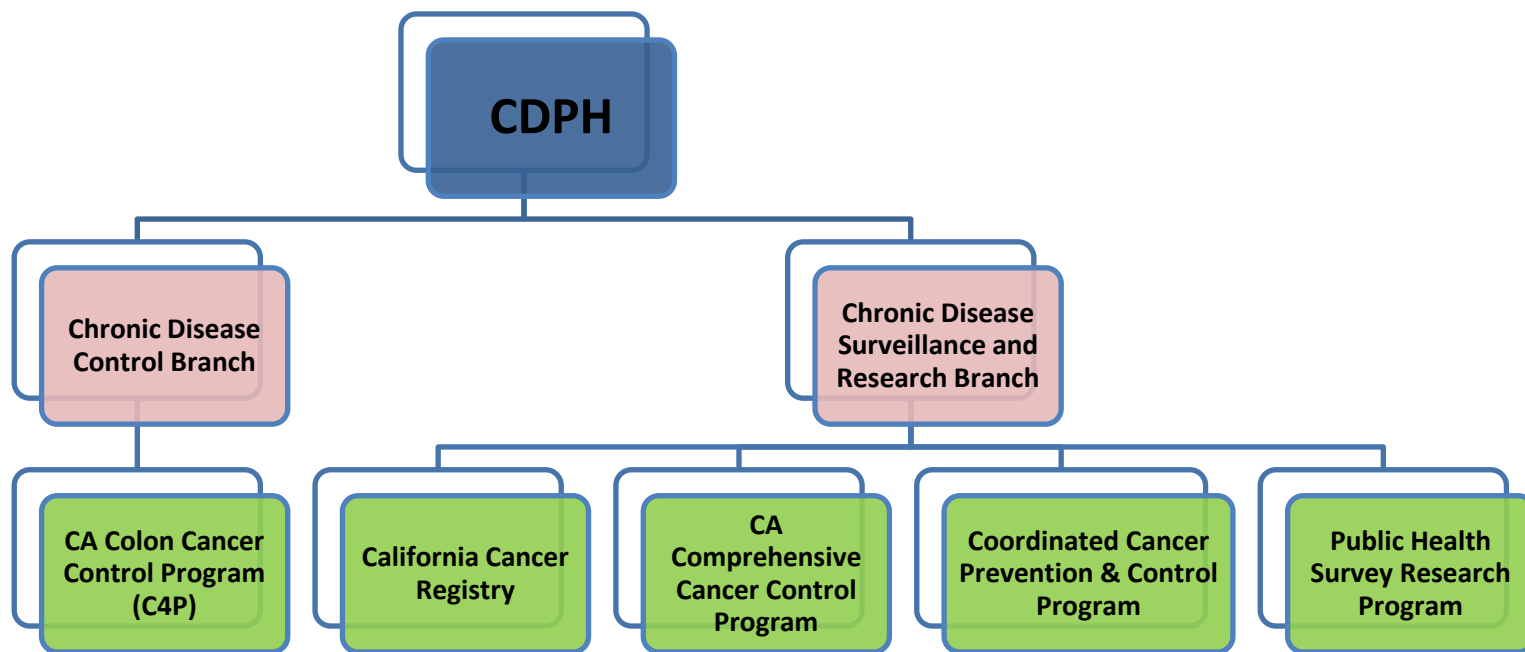 CDPH
Chronic Disease
Control Branch
Chronic Disease
Surveillance and
Research Branch
CA Colon Cancer
Control Program
(C4P)
California Cancer
Registry
CA
Comprehensive
Cancer Control
Program
Coordinated Cancer
Prevention & Control
Program
Public Health
Survey Research
Program